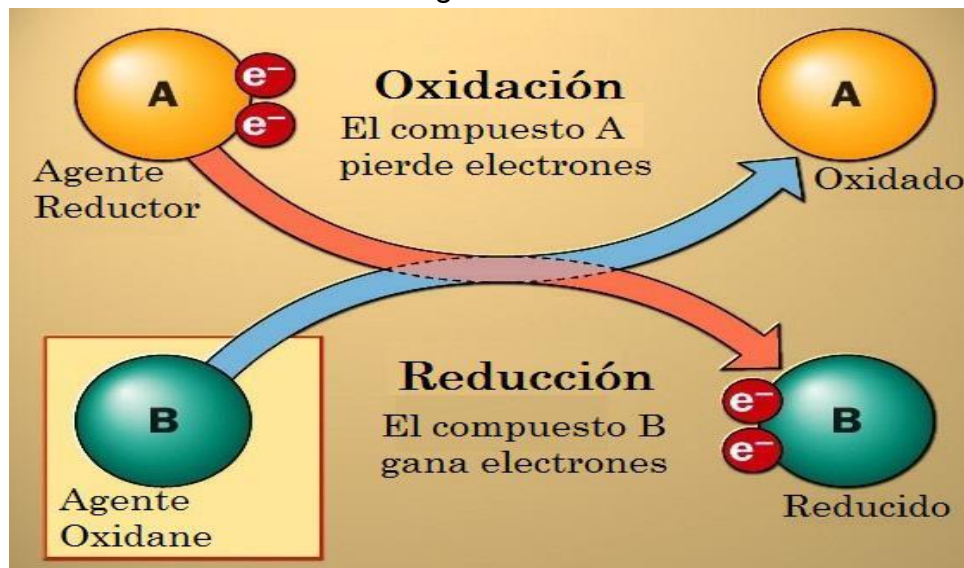 A
e⁻
e⁻
Agente
Reductor
Oxidación
El compuesto A
pierde electrones
A
Oxidado
B
Agente
Oxidane
Reducción
El compuesto B
gana electrones
e⁻
e⁻
B
Reducido